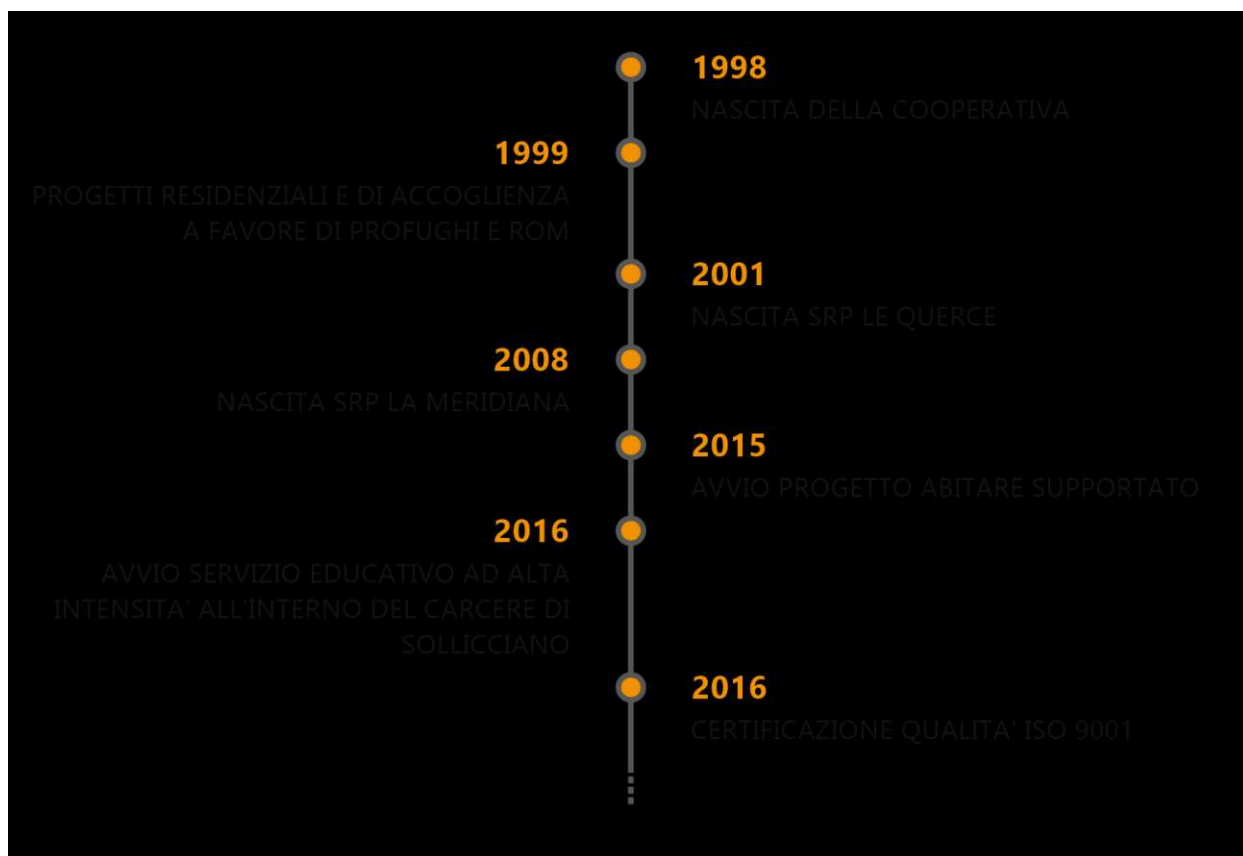 1998
NASCITA DELLA COOPERATIVA
1999
PROGETTI RESIDENZIALI E DI ACCOGLIENZA
A FAVORE DI PROFUGHI E ROM
2001
NASCITA SRP LE QUERCE
2008
NASCITA SRP LA MERIDIANA
2015
AVVIO PROGETTO ABITARE SUPPORTATO
2016
AVVIO SERVIZIO EDUCATIVO AD ALTA
INTENSITA' ALL'INTERNO DEL CARCERE DI
SOLLICCIANO
2016
CERTIFICAZIONE QUALITA' ISO 9001